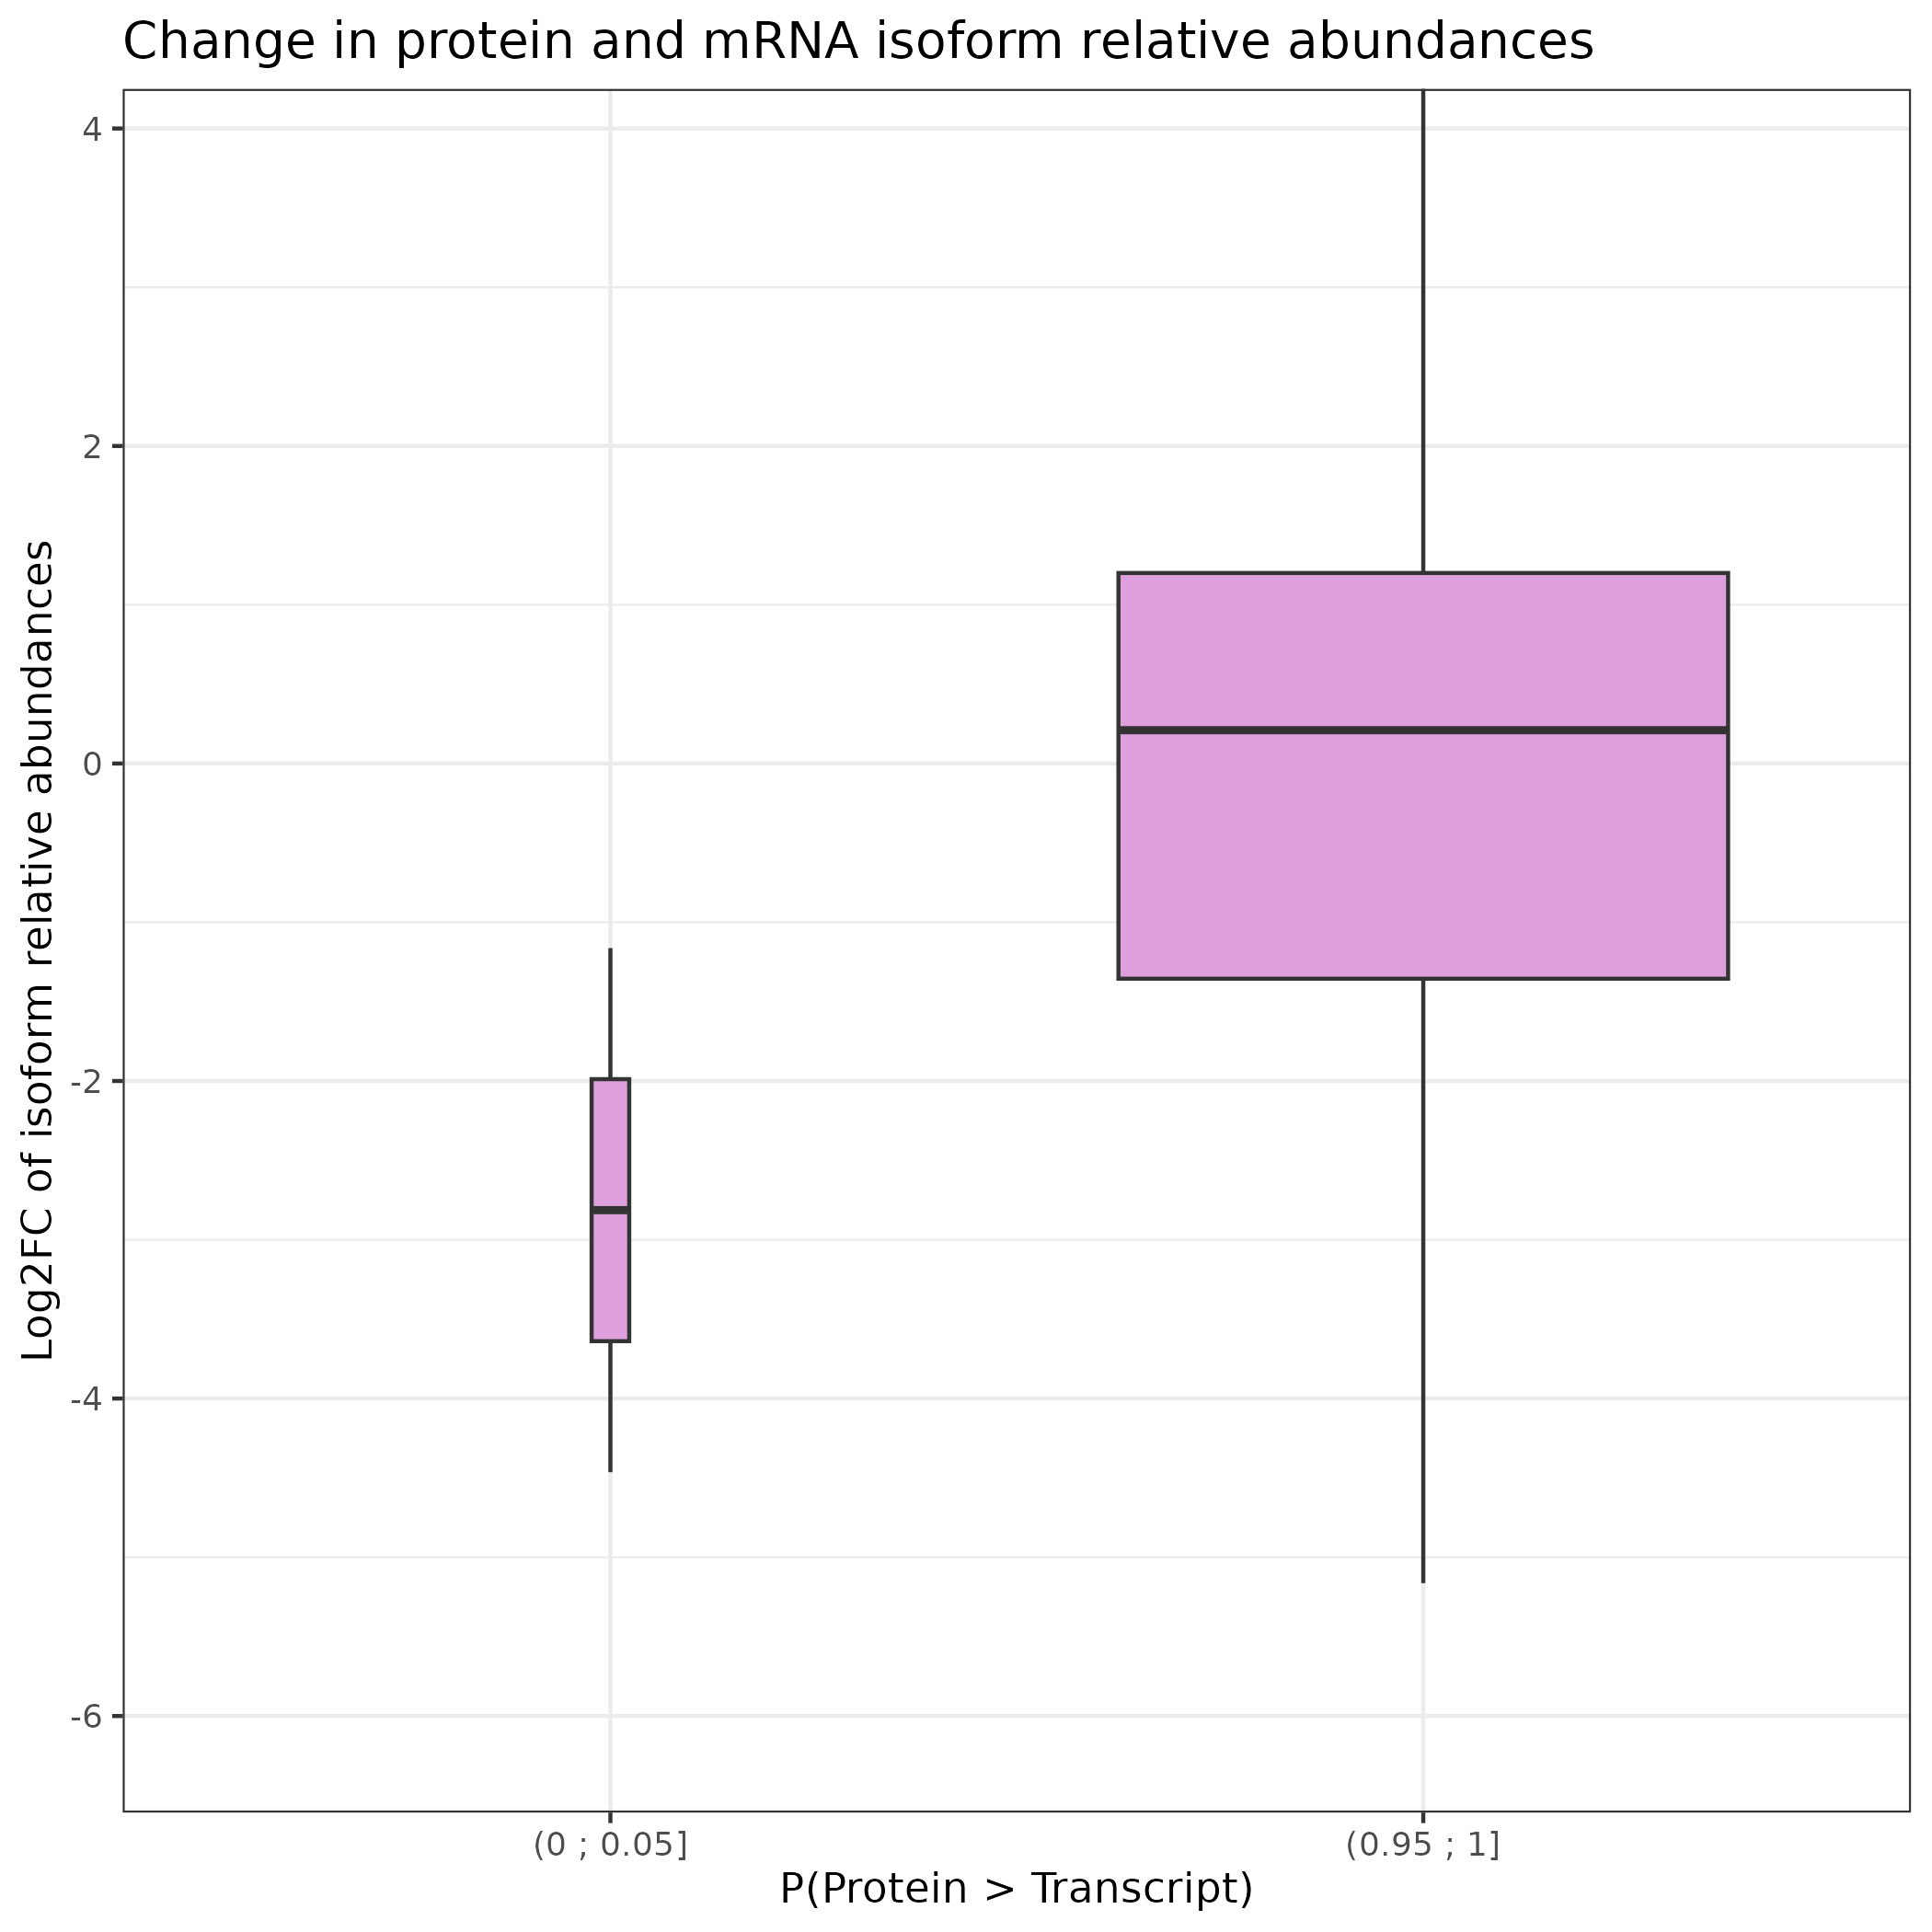 Change in protein and mRNA isoform relative abundances
Log2FC of isoform relative abundances
4
2
0
-2
-4
-6
(0 ; 0.05]
(0.95 ; 1]
P(Protein > Transcript)